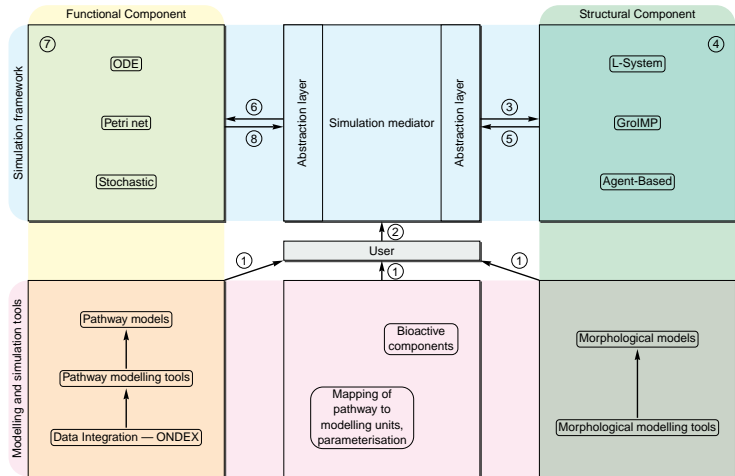 Functional Component
Structural Component
Simulation framework
7
ODE
Petri net
Stochastic
6
8
Abstraction layer
Simulation mediator
Abstraction layer
3
5
4
L-System
GroIMP
Agent-Based
2
User
1
1
1
Modelling and simulation tools
Pathway models
Pathway modelling tools
Data Integration — ONDEX
Bioactive
components
Mapping of
pathway to
modelling units,
parameterisation
Morphological models
Morphological modelling tools